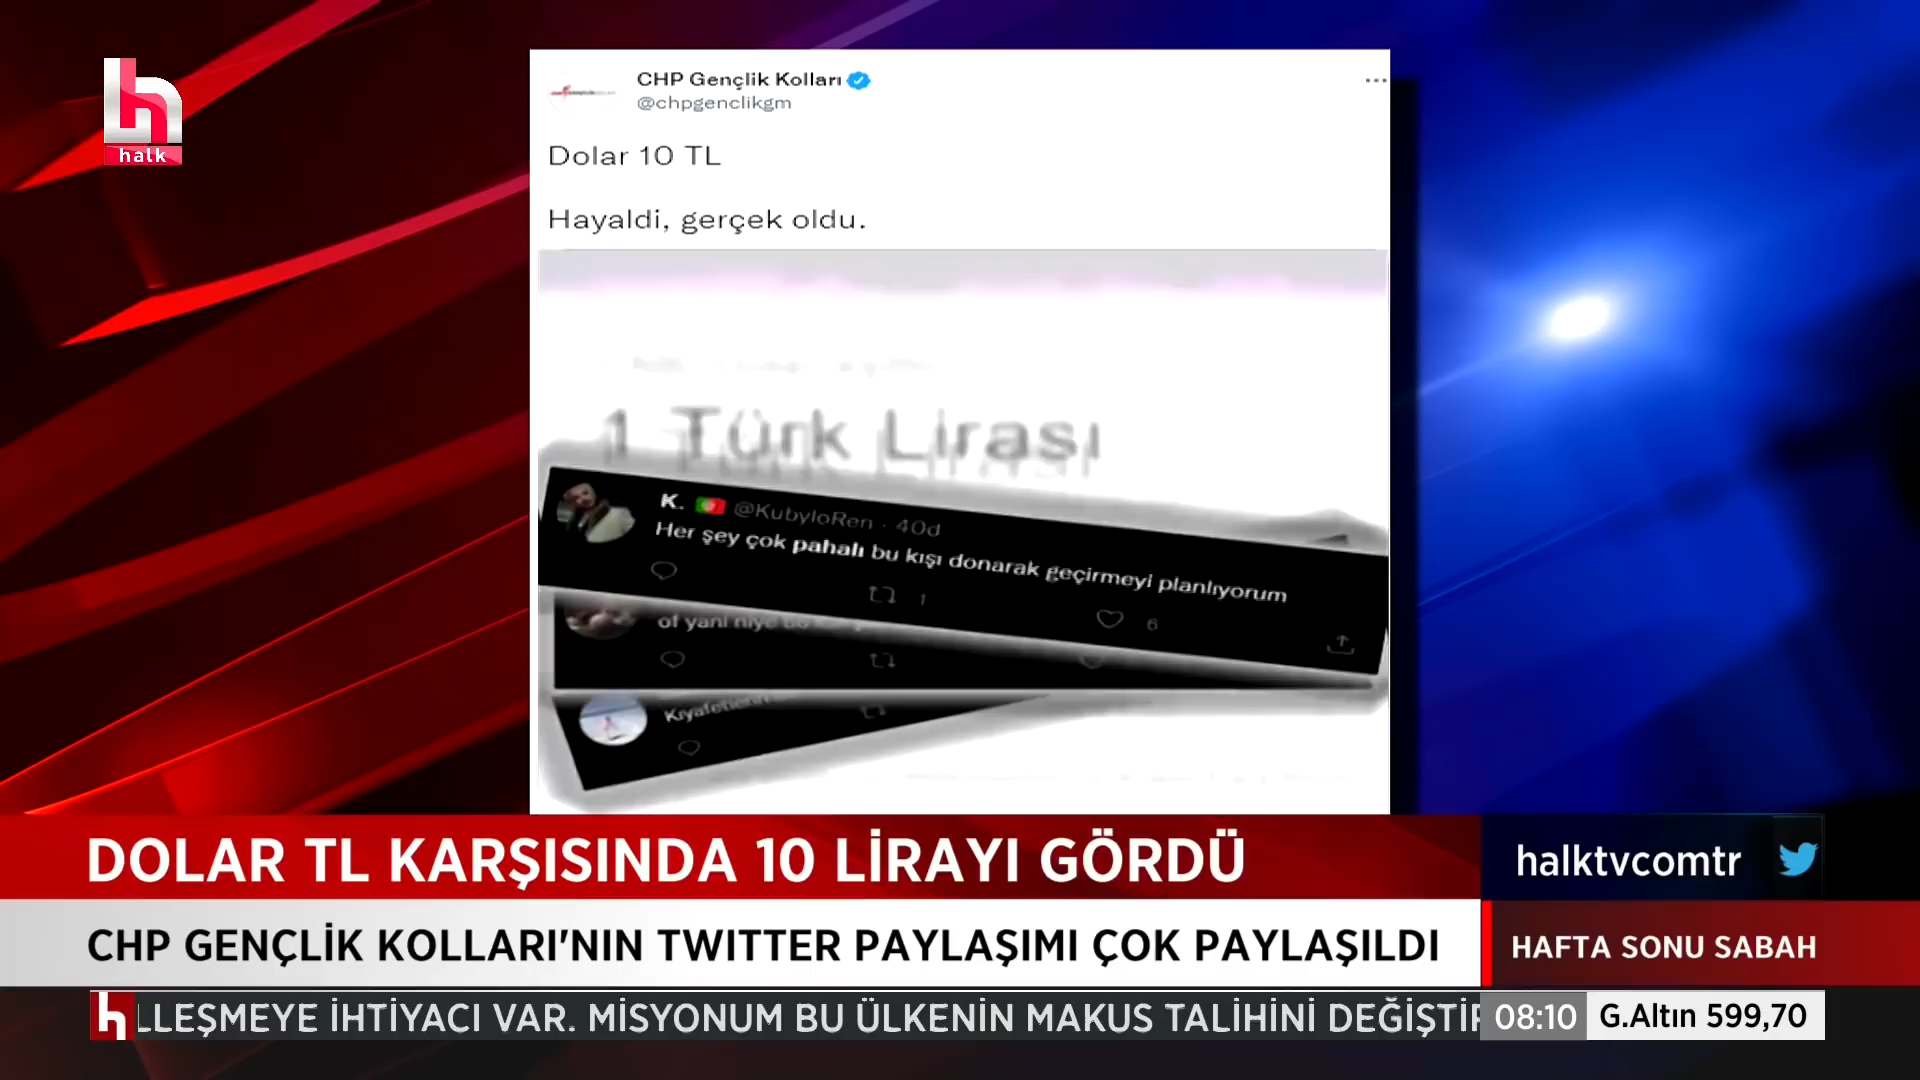 halk
CHP Gençlik Kolları
@chpgenclikgm
Dolar 10 TL
Hayaldi, gerçek oldu.
1 Türk Lirası
K. @KubyloRen · 40d
Her şey çok pahalı bu kışı donarak geçirmeyi planlıyorum
1
6
of yani niye
DOLAR TL KARŞISINDA 10 LİRAYI GÖRDÜ
halktvcomtr
CHP GENÇLİK KOLLARI'NIN TWITTER PAYLAŞIMI ÇOK PAYLAŞILDI
HAFTA SONU SABAH
LLEŞMEYE İHTİYACI VAR. MİSYONUM BU ÜLKENİN MAKUS TALİHİNİ DEĞİŞTİR
08:10
G.Altın 599,70